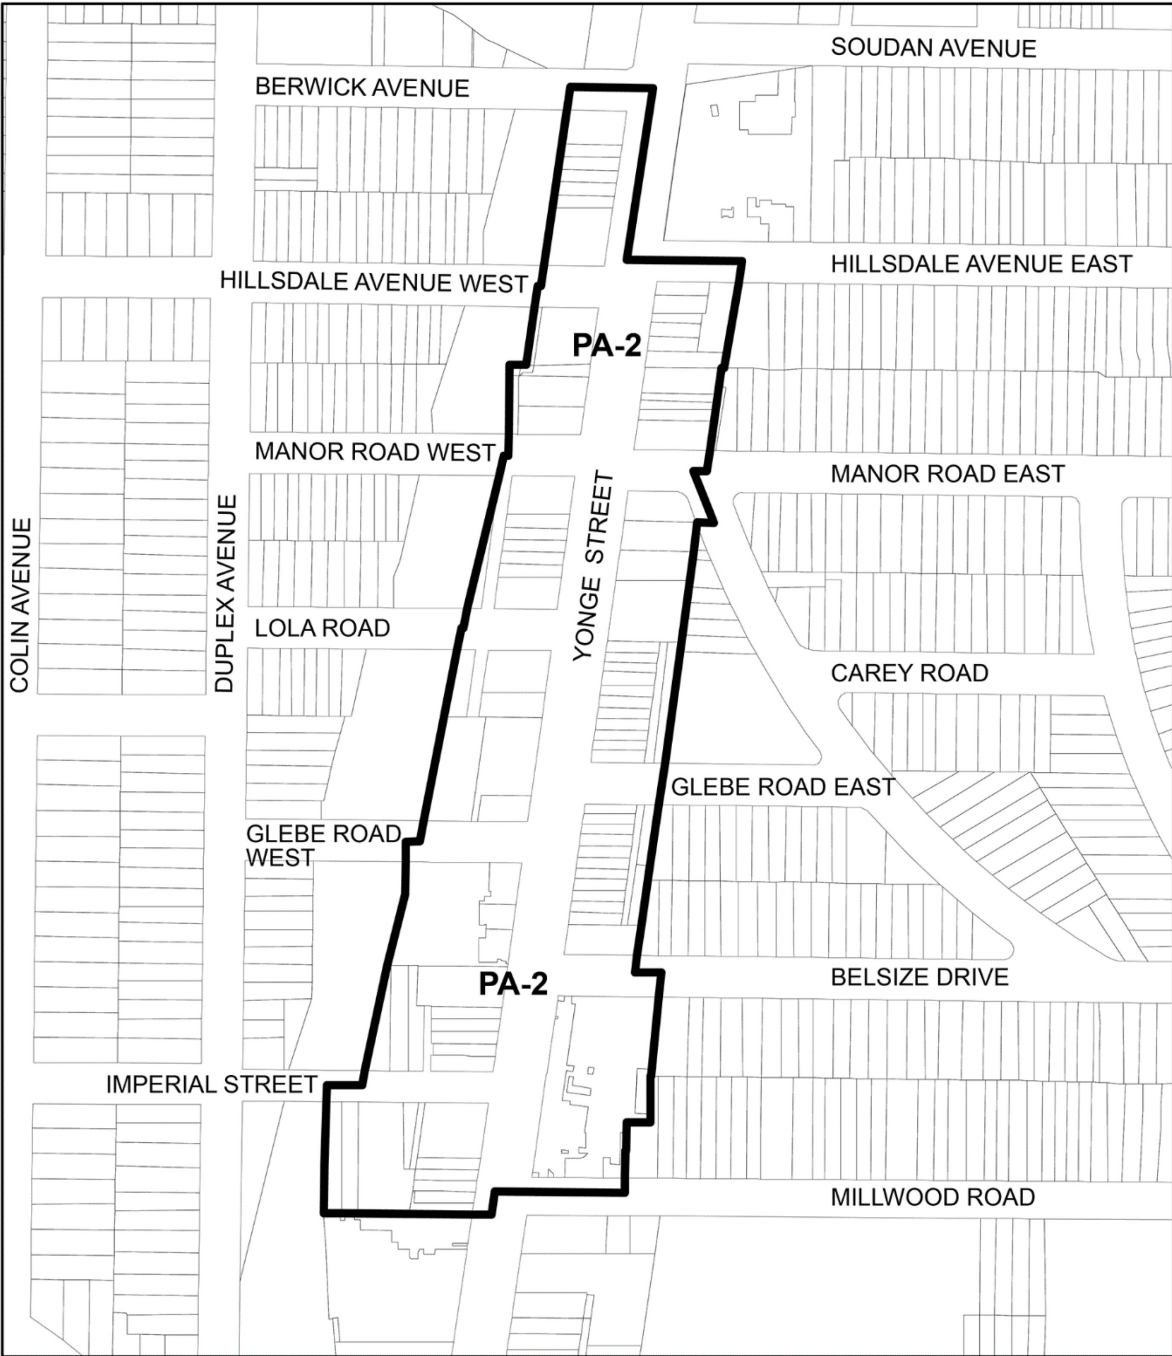 SOUDAN AVENUE
BERWICK AVENUE
HILLSDALE AVENUE EAST
HILLSDALE AVENUE WEST
PA-2
MANOR ROAD WEST
MANOR ROAD EAST
YONGE STREET
COLIN AVENUE
DUPLEX AVENUE
LOLA ROAD
CAREY ROAD
GLEBE ROAD EAST
GLEBE ROAD
WEST
PA-2
BELSIZE DRIVE
IMPERIAL STREET
MILLWOOD ROAD